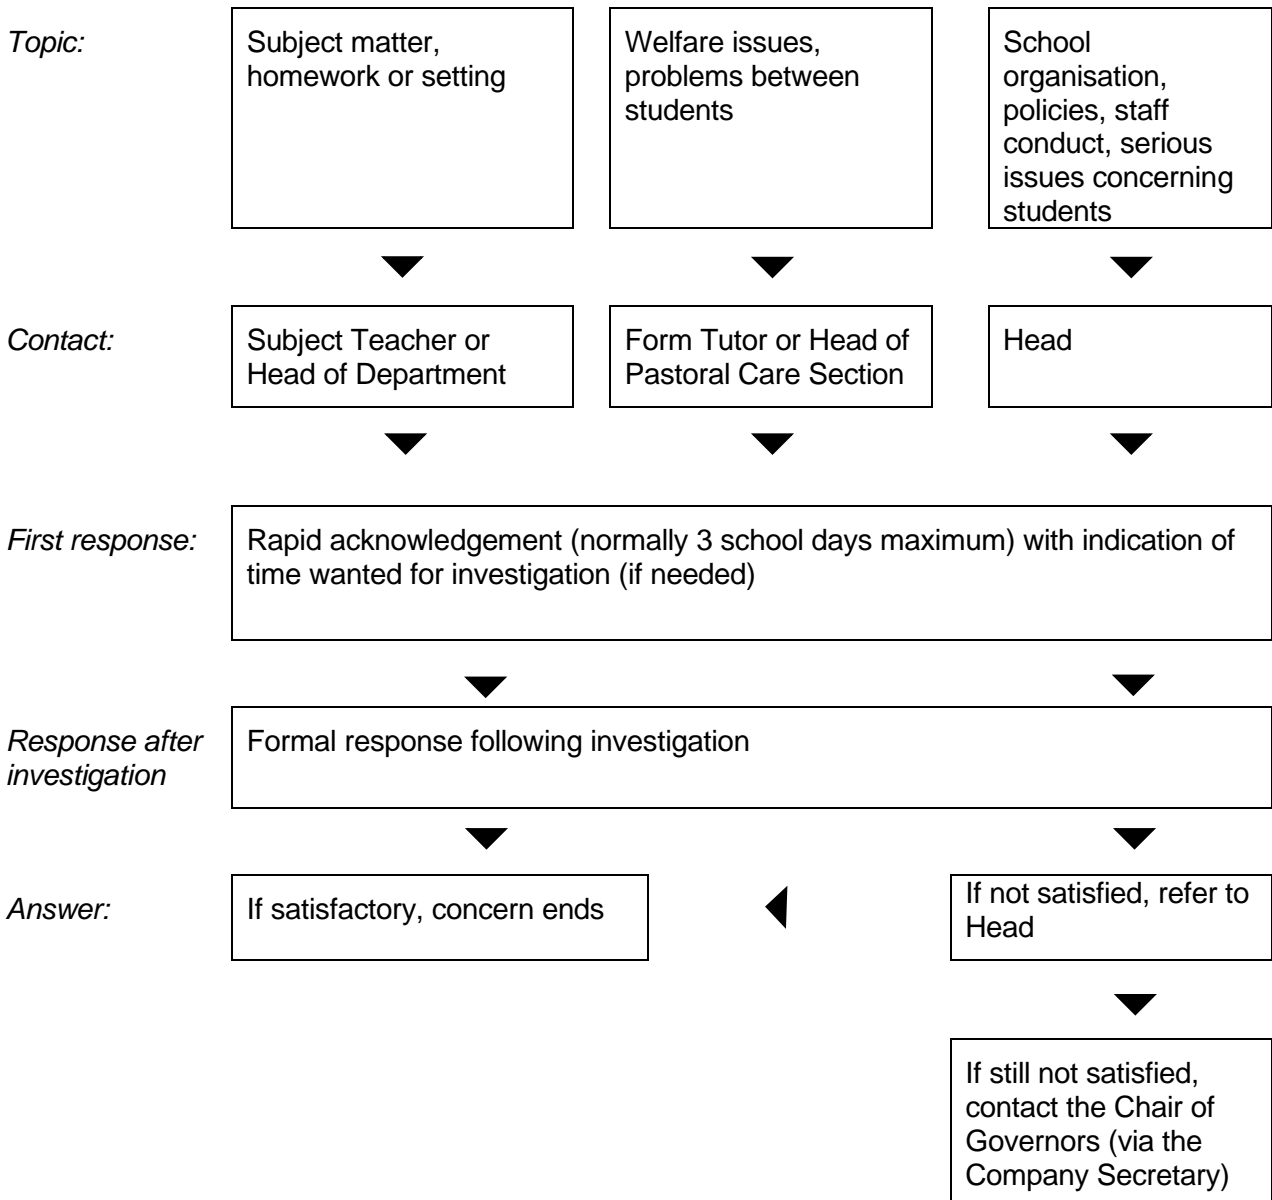 Topic:
Subject matter,
homework or setting
Welfare issues,
problems between
students
School
organisation,
policies, staff
conduct, serious
issues concerning
students
Contact:
Subject Teacher or
Head of Department
Form Tutor or Head of
Pastoral Care Section
Head
First response:
Rapid acknowledgement (normally 3 school days maximum) with indication of
time wanted for investigation (if needed)
Response after
investigation
Formal response following investigation
Answer:
If satisfactory, concern ends
If not satisfied, refer to
Head
If still not satisfied,
contact the Chair of
Governors (via the
Company Secretary)